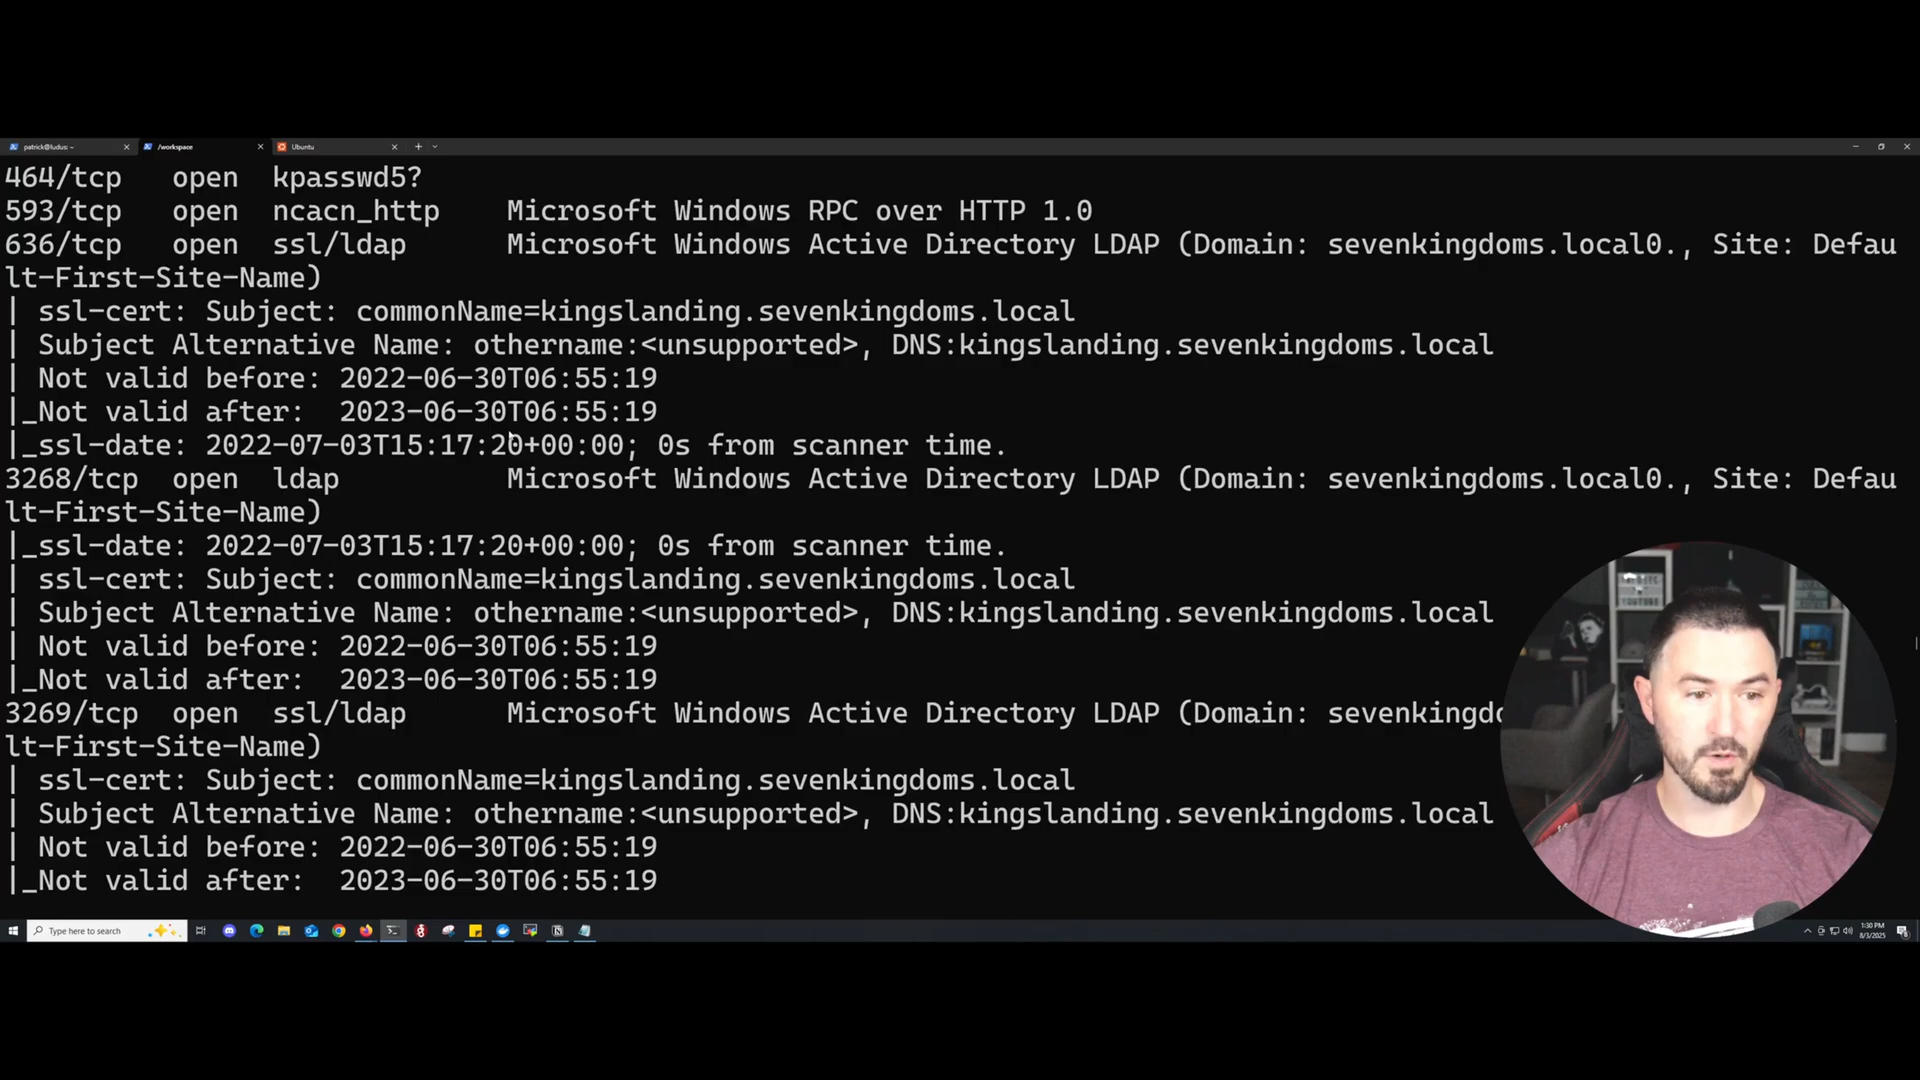 patrick@ludus: ~
/workspace
Ubuntu
464/tcp   open   kpasswd5?
593/tcp   open   ncacn_http    Microsoft Windows RPC over HTTP 1.0
636/tcp   open   ssl/ldap      Microsoft Windows Active Directory LDAP (Domain: sevenkingdoms.local0., Site: Defau
lt-First-Site-Name)
| ssl-cert: Subject: commonName=kingslanding.sevenkingdoms.local
| Subject Alternative Name: othername:<unsupported>, DNS:kingslanding.sevenkingdoms.local
| Not valid before: 2022-06-30T06:55:19
|_Not valid after:  2023-06-30T06:55:19
|_ssl-date: 2022-07-03T15:17:20+00:00; 0s from scanner time.
3268/tcp  open   ldap          Microsoft Windows Active Directory LDAP (Domain: sevenkingdoms.local0., Site: Defau
lt-First-Site-Name)
|_ssl-date: 2022-07-03T15:17:20+00:00; 0s from scanner time.
| ssl-cert: Subject: commonName=kingslanding.sevenkingdoms.local
| Subject Alternative Name: othername:<unsupported>, DNS:kingslanding.sevenkingdoms.local
| Not valid before: 2022-06-30T06:55:19
|_Not valid after:  2023-06-30T06:55:19
3269/tcp  open   ssl/ldap      Microsoft Windows Active Directory LDAP (Domain: sevenkingdo
lt-First-Site-Name)
| ssl-cert: Subject: commonName=kingslanding.sevenkingdoms.local
| Subject Alternative Name: othername:<unsupported>, DNS:kingslanding.sevenkingdoms.local
| Not valid before: 2022-06-30T06:55:19
|_Not valid after:  2023-06-30T06:55:19
Type here to search
1:30 PM
8/3/2025